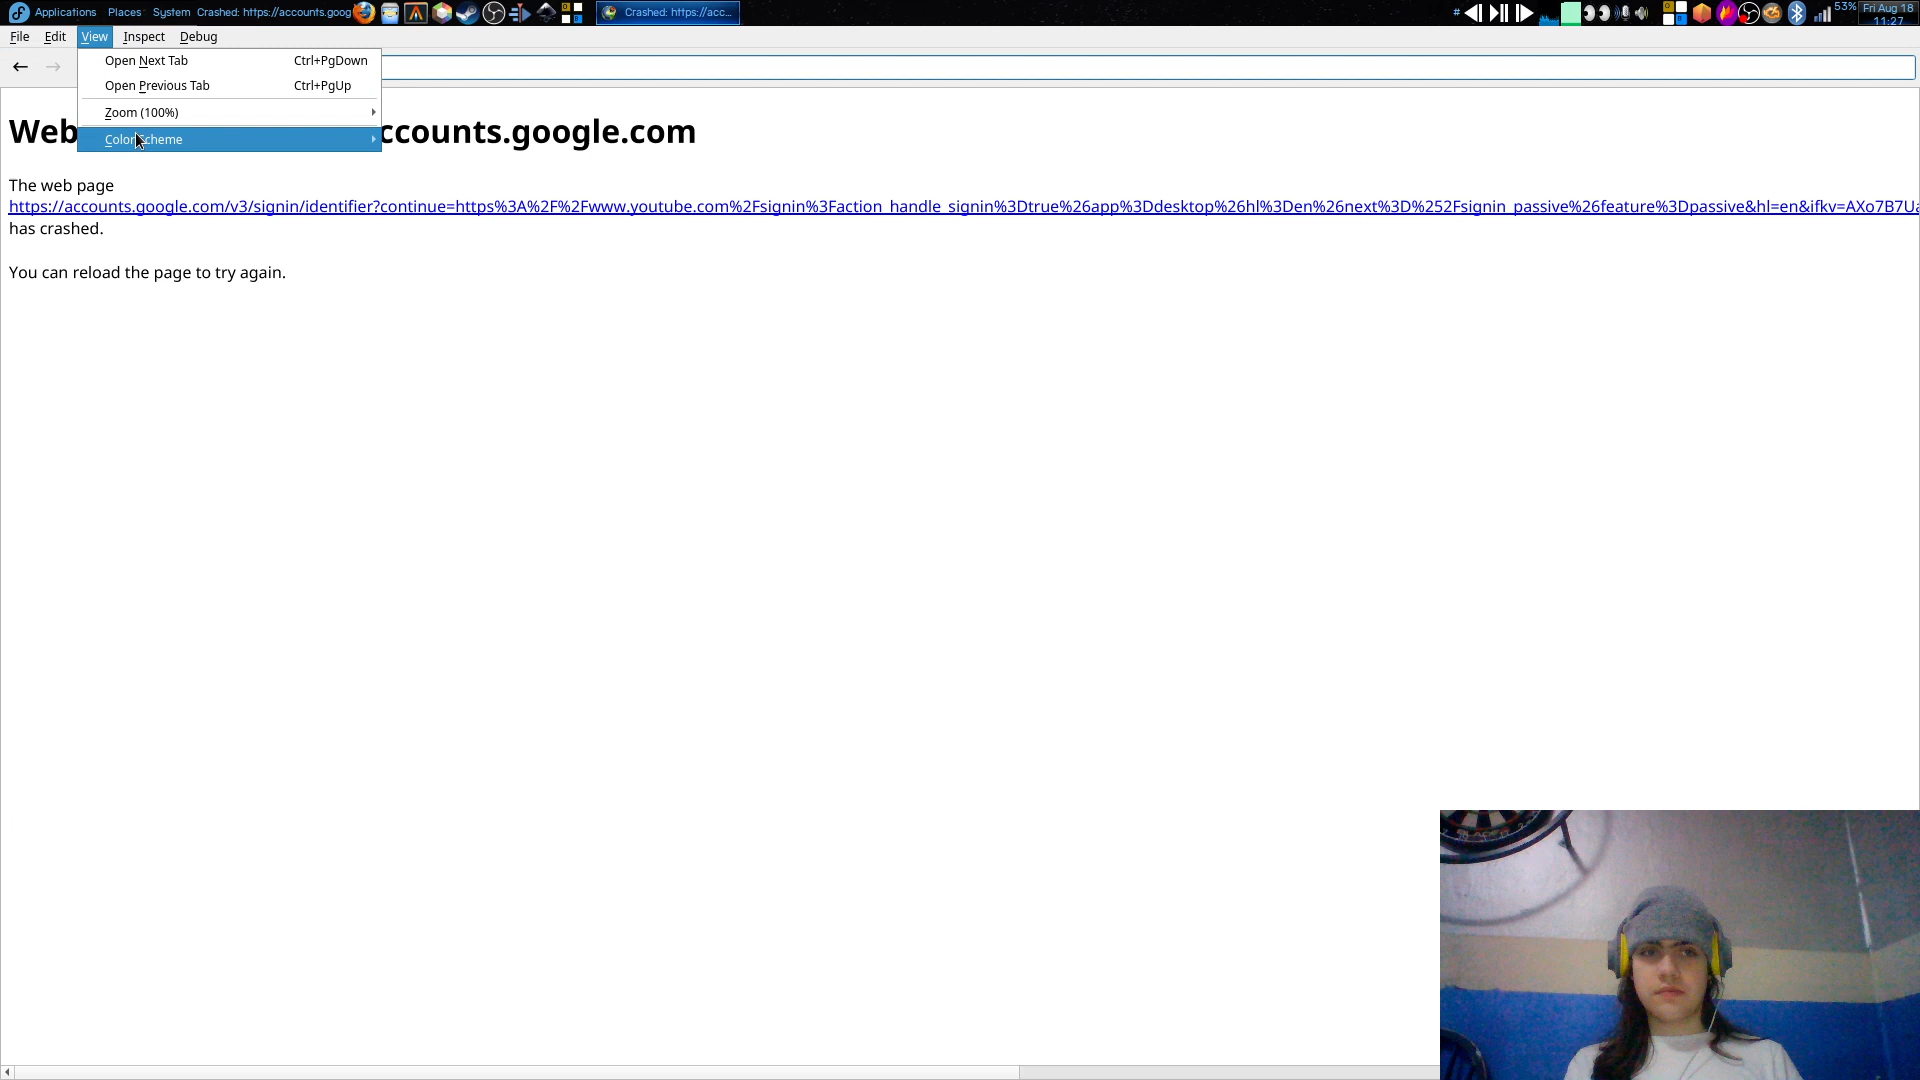 Applications Places System Crashed: https://accounts.goog Crashed: https://acc... # 53% Fri Aug 18
11:27
File Edit View Inspect Debug
Open Next Tab Ctrl+PgDown
Open Previous Tab Ctrl+PgUp
Zoom (100%)
Color Scheme
Web ccounts.google.com
The web page
https://accounts.google.com/v3/signin/identifier?continue=https%3A%2F%2Fwww.youtube.com%2Fsignin%3Faction_handle_signin%3Dtrue%26app%3Ddesktop%26hl%3Den%26next%3D%252Fsignin_passive%26feature%3Dpassive&hl=en&ifkv=AXo7B7Ua
has crashed.
You can reload the page to try again.